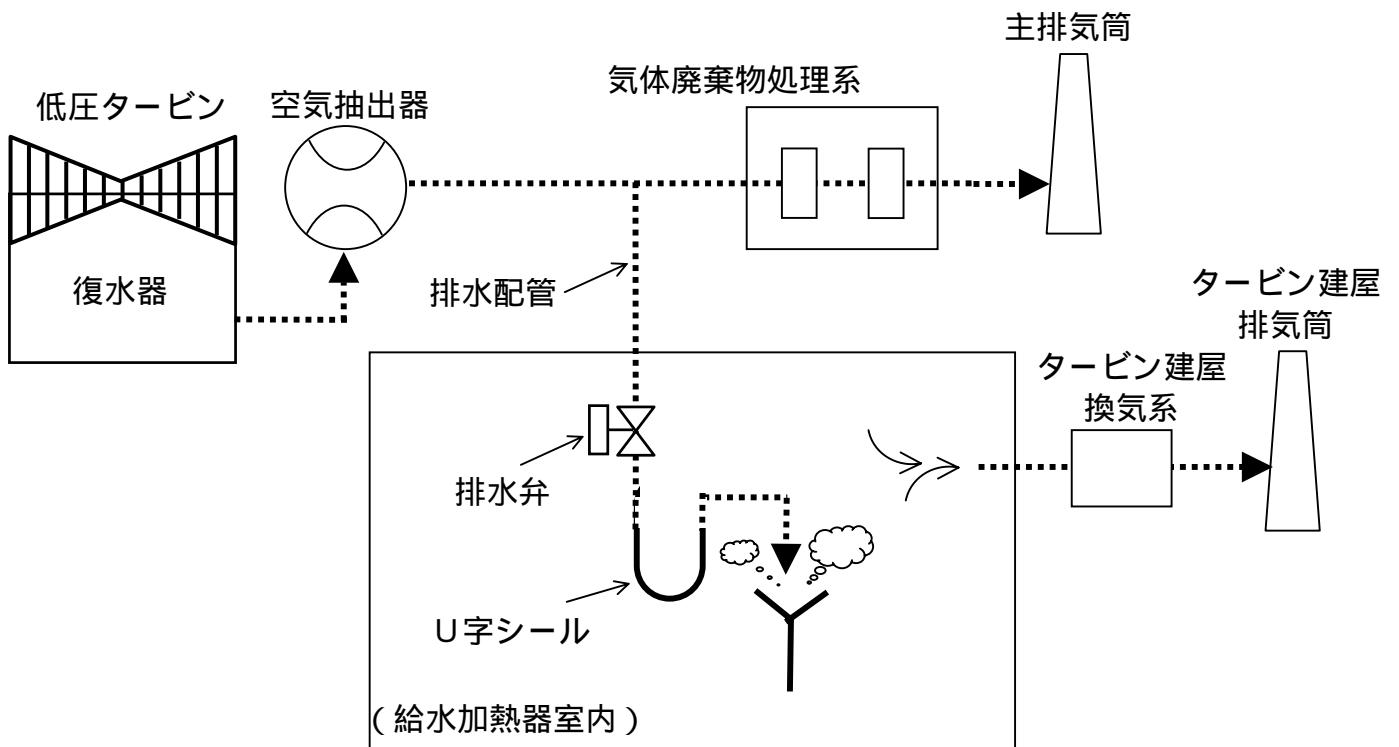 主排気筒
気体廃棄物処理系
低圧タービン
空気抽出器
復水器
排水配管
タービン建屋
排気筒
タービン建屋
換気系
排水弁
U字シール
(給水加熱器室内)